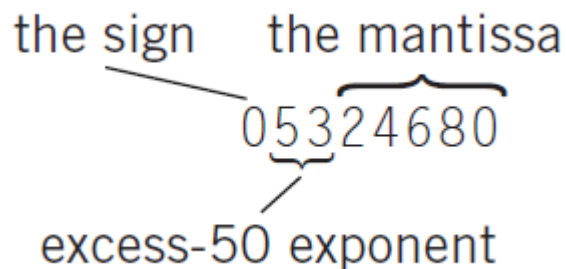 the sign the mantissa
05324680
excess-50 exponent